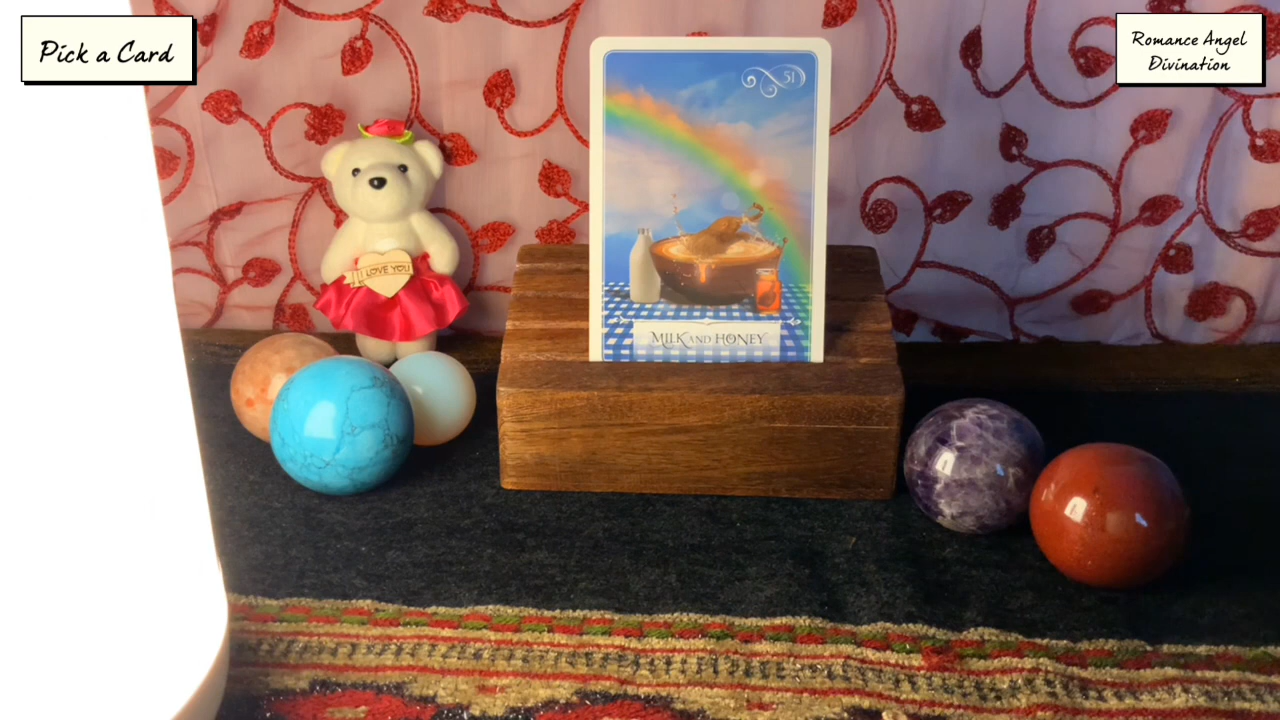 Pick a Card
Romance Angel
Divination
51
I LOVE YOU
MILK AND HONEY